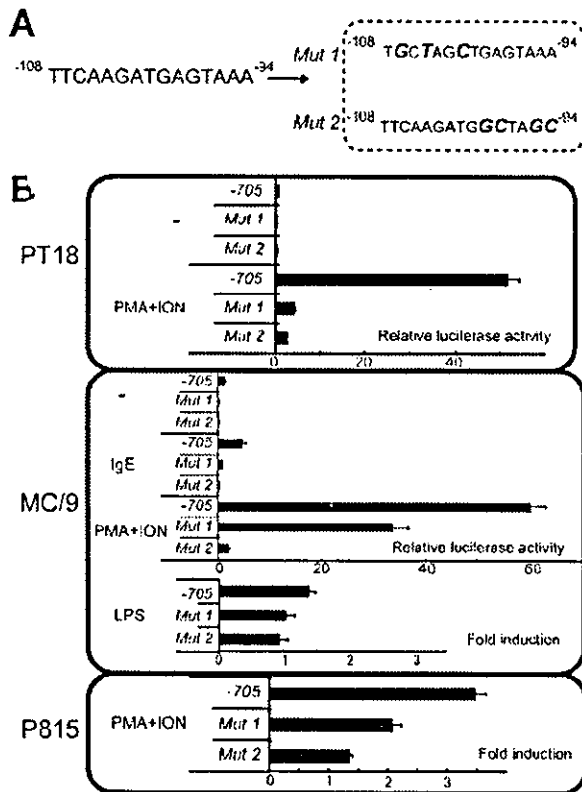 A
-108 TTCAAGATGAGTAAA -94
Mut 1 -108 TGCTAGCTGAGTAAA -94
Mut 2 -108 TTCAAGATGGCTAGC -94
B
PT18
-
-705
Mut 1
Mut 2
PMA+ION
-705
Mut 1
Mut 2
Relative luciferase activity
0 20 40
MC/9
-
-705
Mut 1
Mut 2
IgE
-705
Mut 1
Mut 2
PMA+ION
-705
Mut 1
Mut 2
Relative luciferase activity
0 20 40 60
LPS
-705
Mut 1
Mut 2
Fold induction
0 1 2 3
P815
PMA+ION
-705
Mut 1
Mut 2
Fold induction
0 1 2 3